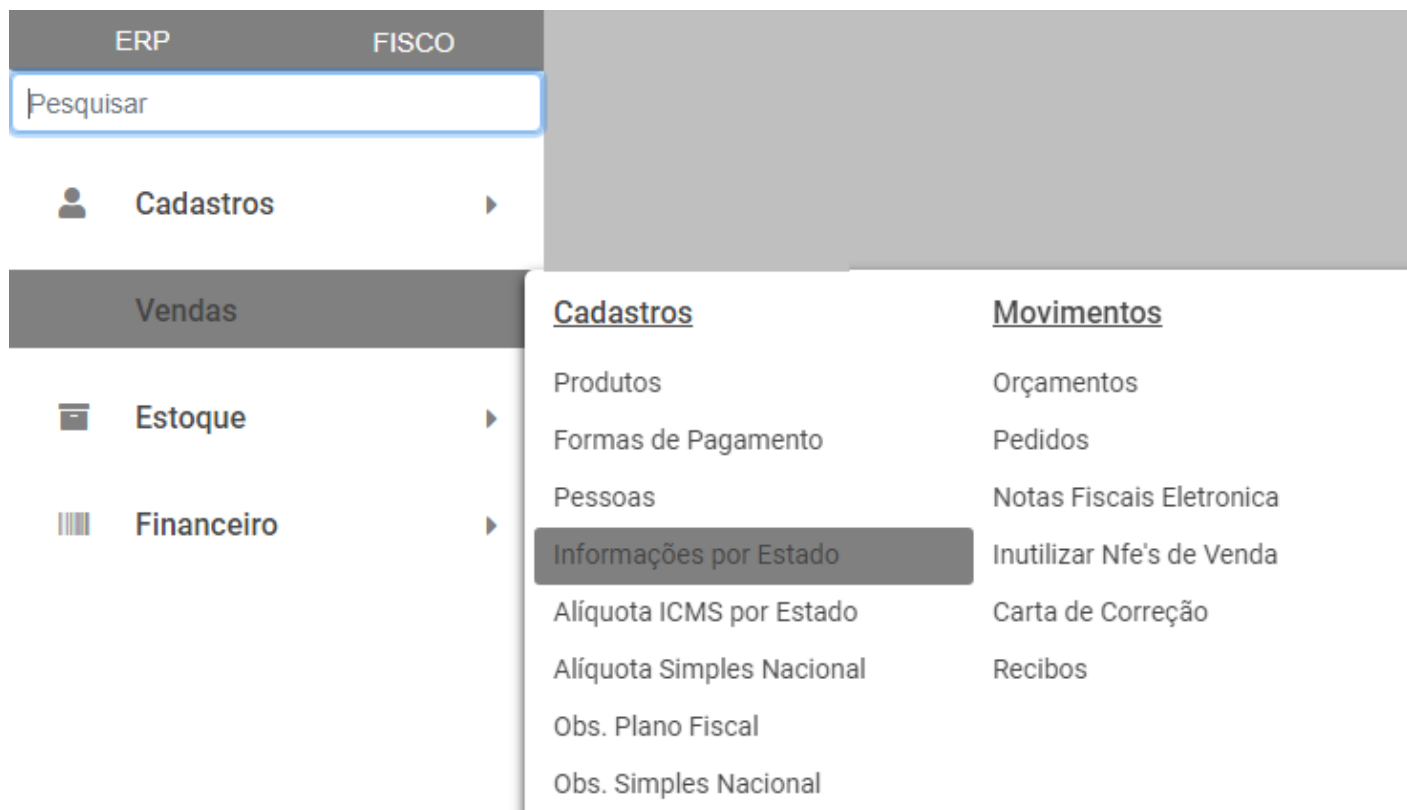 ERP FISCO
Pesquisar
Cadastros
Vendas
Estoque
Financeiro
Cadastros
Produtos
Formas de Pagamento
Pessoas
Informações por Estado
Alíquota ICMS por Estado
Alíquota Simples Nacional
Obs. Plano Fiscal
Obs. Simples Nacional
Movimentos
Orçamentos
Pedidos
Notas Fiscais Eletronica
Inutilizar Nfe's de Venda
Carta de Correção
Recibos